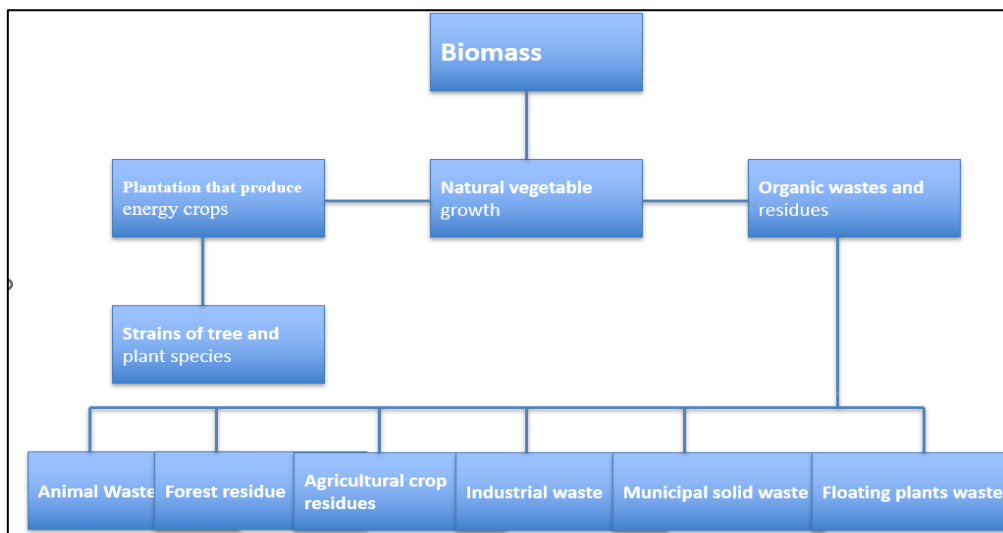 Biomass
Plantation that produce
energy crops
Natural vegetable
growth
Organic wastes and
residues
Strains of tree and
plant species
Animal Waste
Forest residue
Agricultural crop
residues
Industrial waste
Municipal solid waste
Floating plants waste